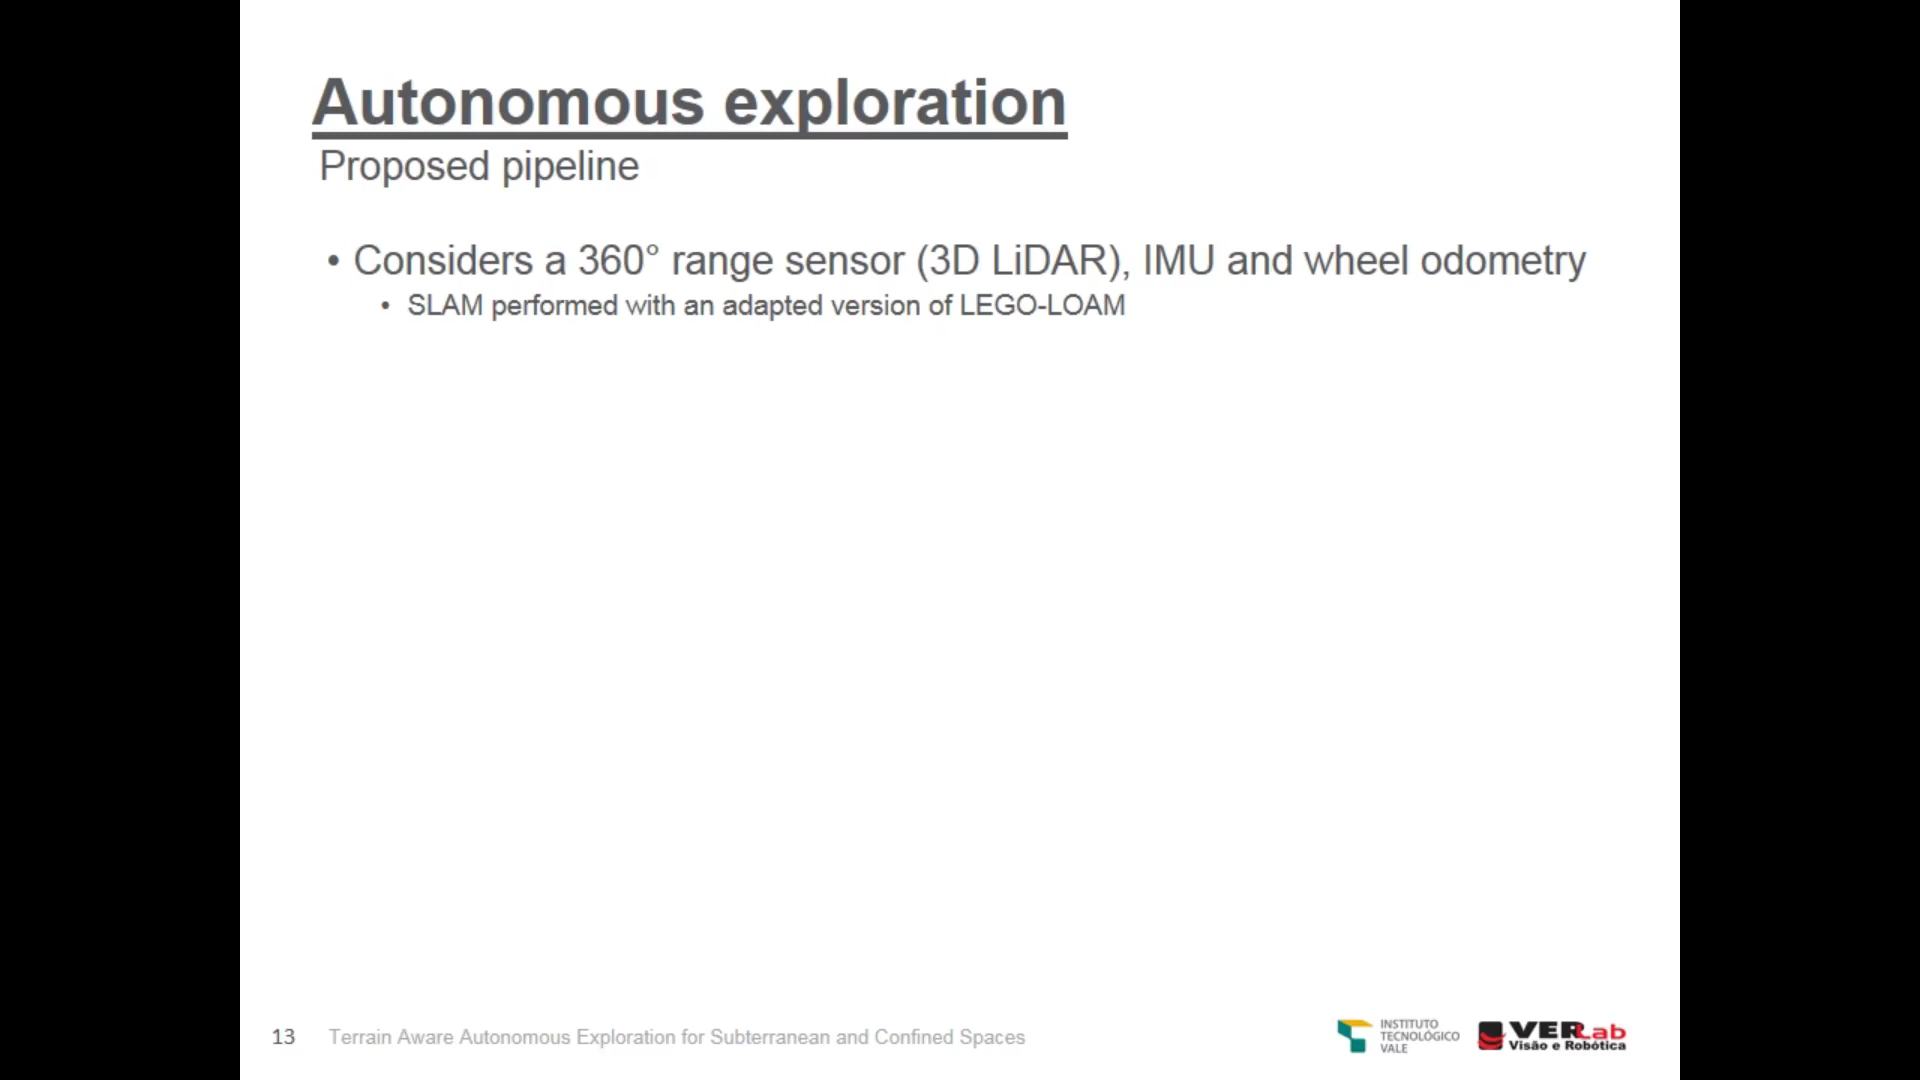 Autonomous exploration
Proposed pipeline
• Considers a 360° range sensor (3D LiDAR), IMU and wheel odometry
• SLAM performed with an adapted version of LEGO-LOAM
13 Terrain Aware Autonomous Exploration for Subterranean and Confined Spaces
INSTITUTO
TECNOLÓGICO
VALE
VERLab
Visão e Robótica